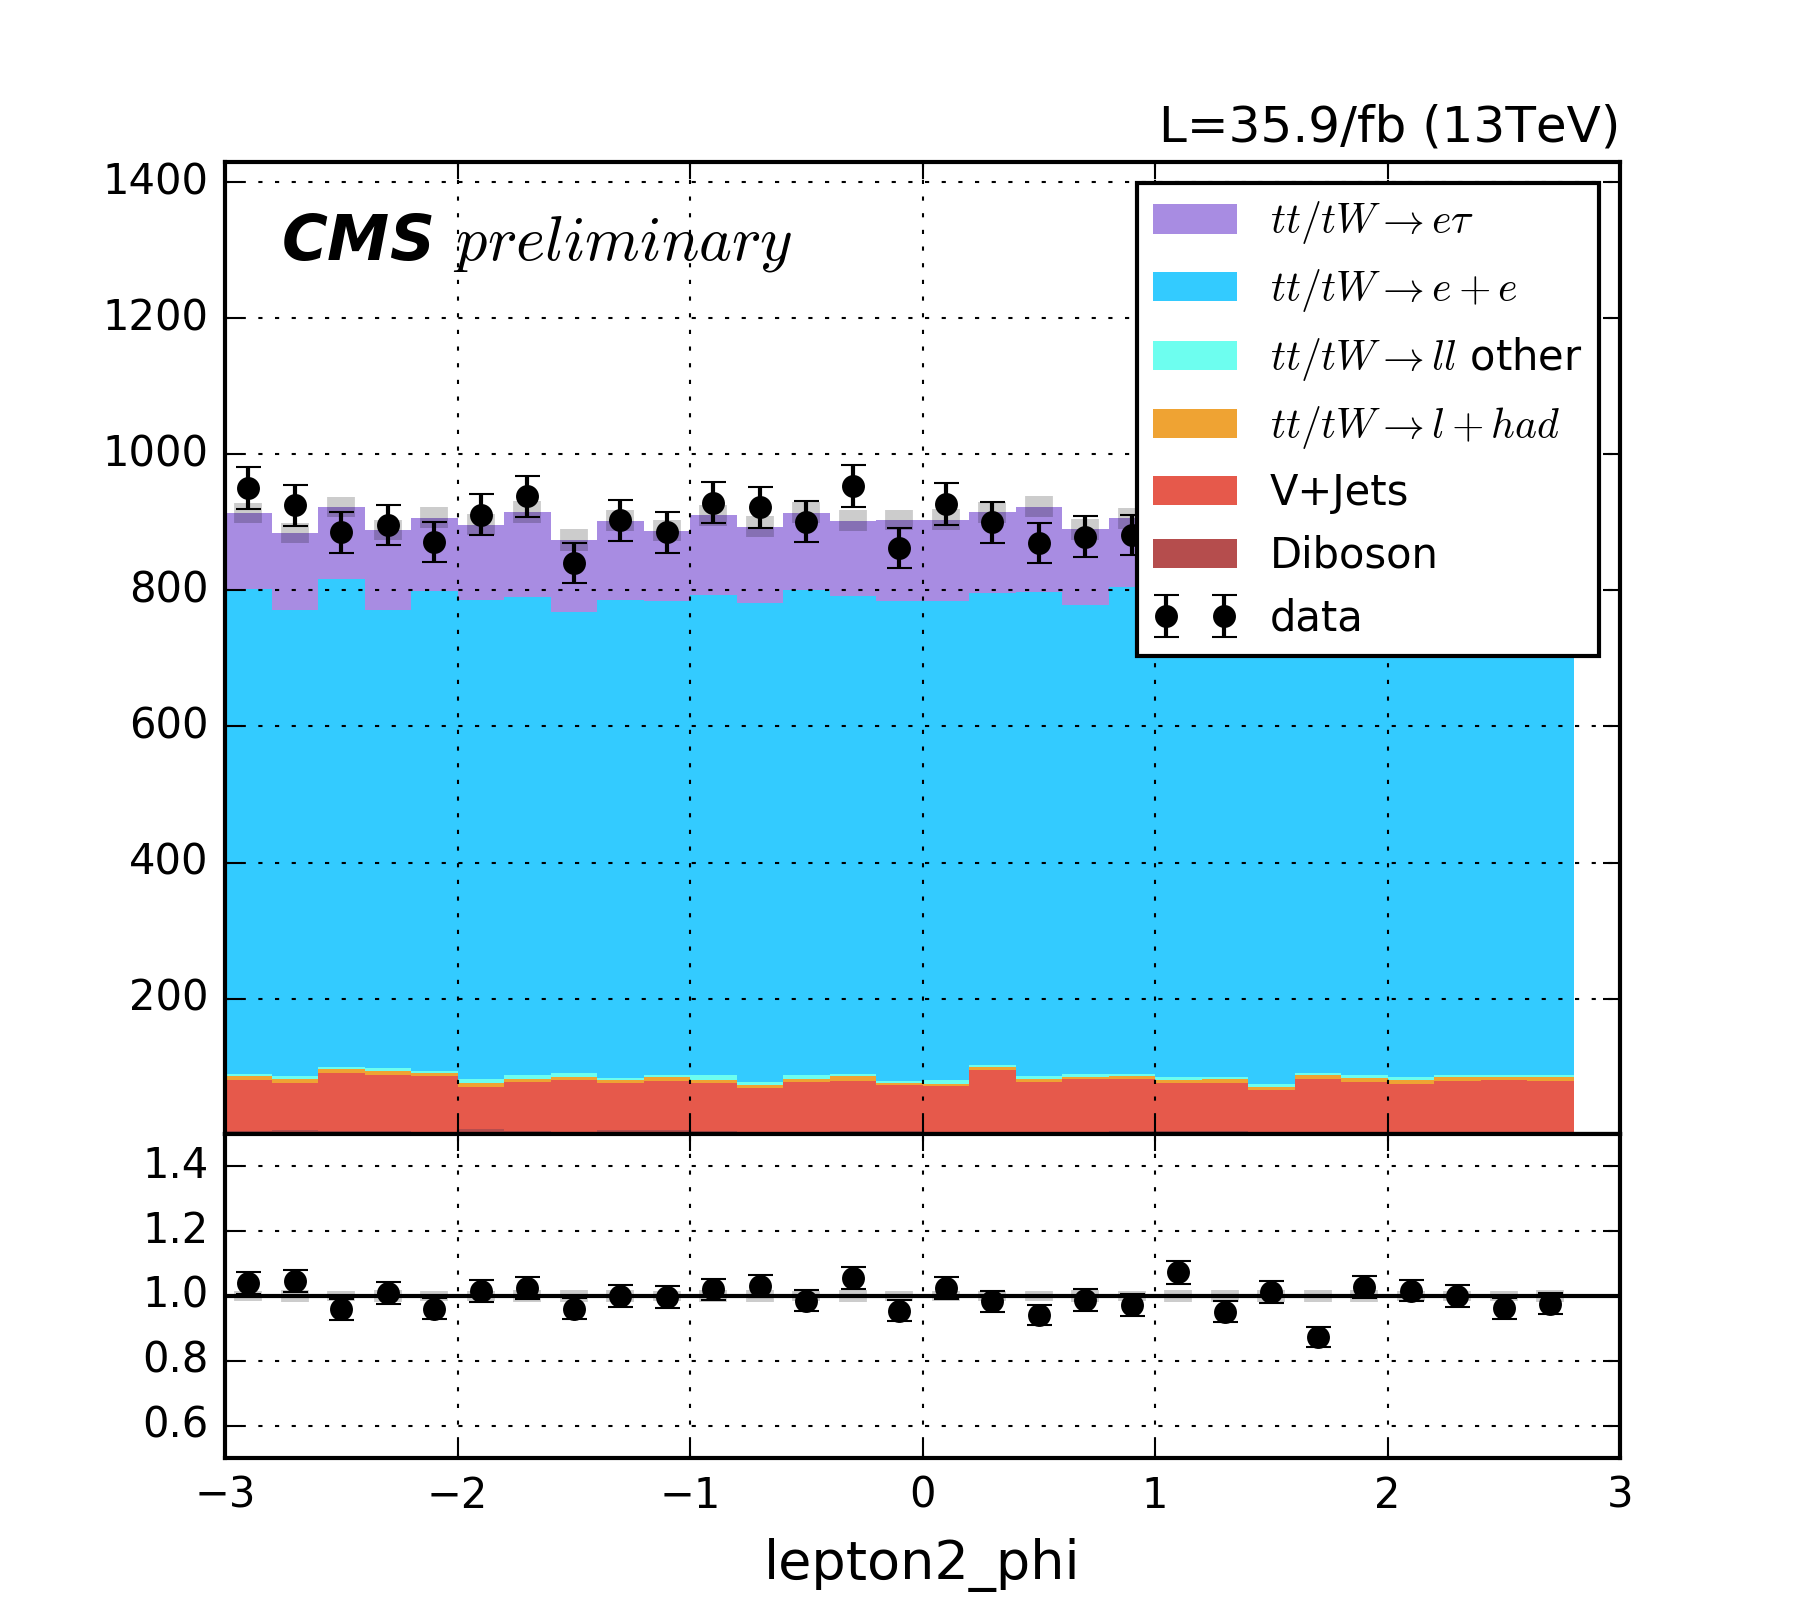 L=35.9/fb (13TeV)
CMS preliminary
1400
1200
1000
800
600
400
200
tt/tW→eτ
tt/tW→e+e
tt/tW→ll other
tt/tW→l+had
V+Jets
Diboson
data
1.4
1.2
1.0
0.8
0.6
−3 −2 −1 0 1 2 3
lepton2_phi